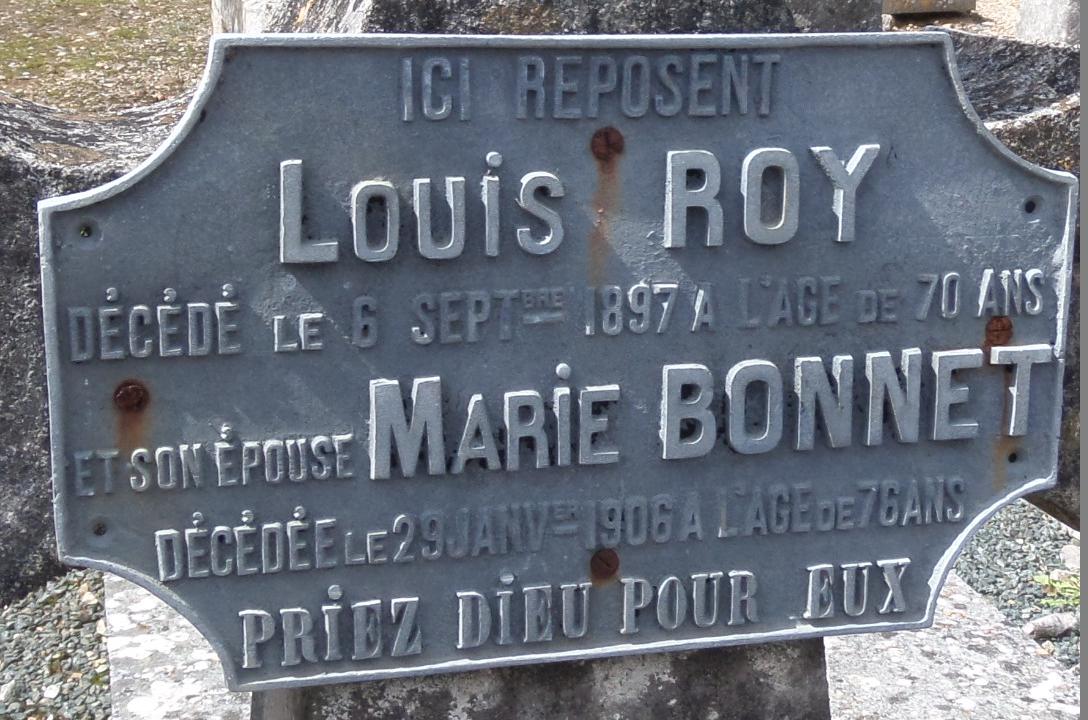 ICI REPOSENT
LOUIS ROY
DÉCÉDÉ LE 6 SEPTBRE 1897 A L'AGE DE 70 ANS
ET SON ÉPOUSE MARIE BONNET
DÉCÉDÉE LE 29 JANVER 1906 A L'AGE DE 76 ANS
PRIEZ DIEU POUR EUX